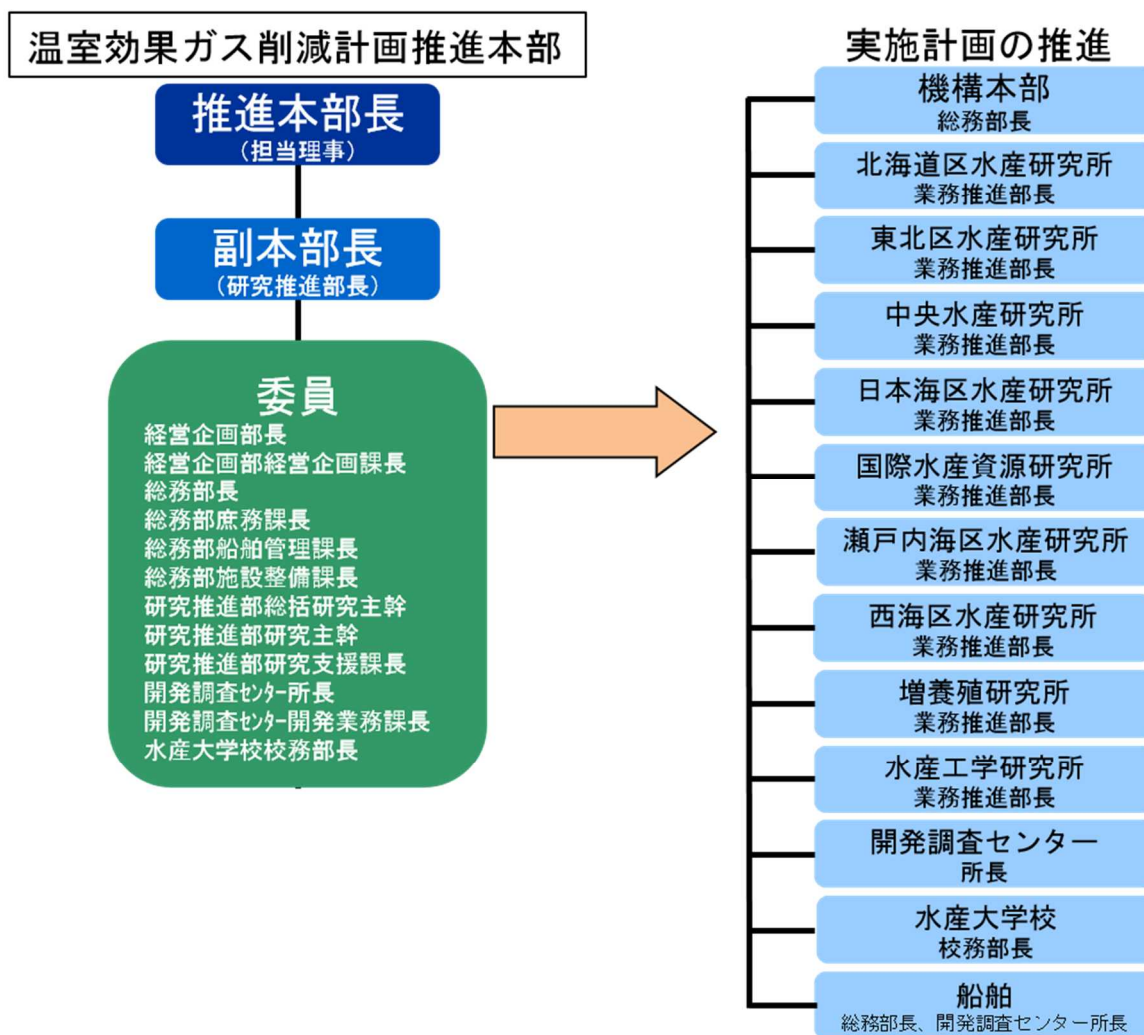 温室効果ガス削減計画推進本部
推進本部長
（担当理事）
副本部長
（研究推進部長）
委員
経営企画部長
経営企画部経営企画課長
総務部長
総務部庶務課長
総務部船舶管理課長
総務部施設整備課長
研究推進部総括研究主幹
研究推進部研究主幹
研究推進部研究支援課長
開発調査ｾﾝﾀｰ所長
開発調査ｾﾝﾀｰ開発業務課長
水産大学校校務部長
実施計画の推進
機構本部
総務部長
北海道区水産研究所
業務推進部長
東北区水産研究所
業務推進部長
中央水産研究所
業務推進部長
日本海区水産研究所
業務推進部長
国際水産資源研究所
業務推進部長
瀬戸内海区水産研究所
業務推進部長
西海区水産研究所
業務推進部長
増養殖研究所
業務推進部長
水産工学研究所
業務推進部長
開発調査センター
所長
水産大学校
校務部長
船舶
総務部長、開発調査センター所長